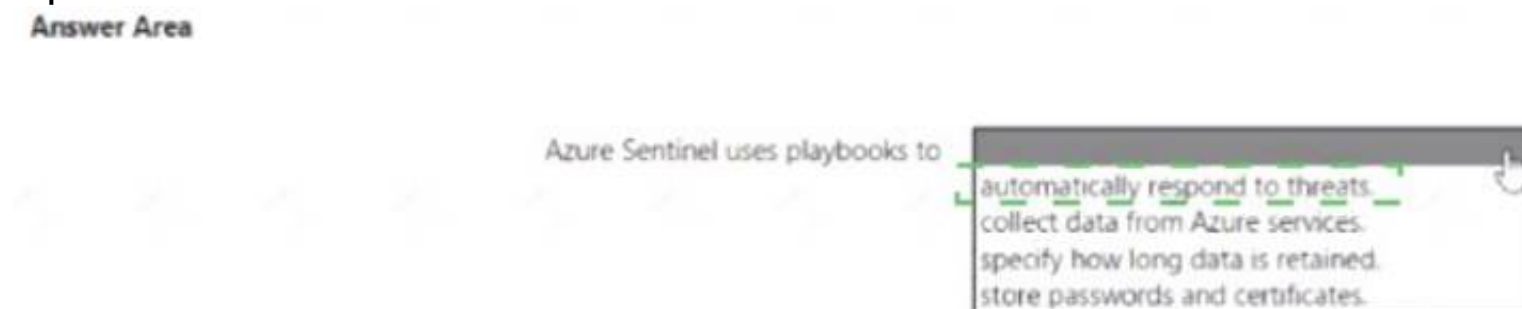 Answer Area
Azure Sentinel uses playbooks to
automatically respond to threats.
collect data from Azure services.
specify how long data is retained.
store passwords and certificates.